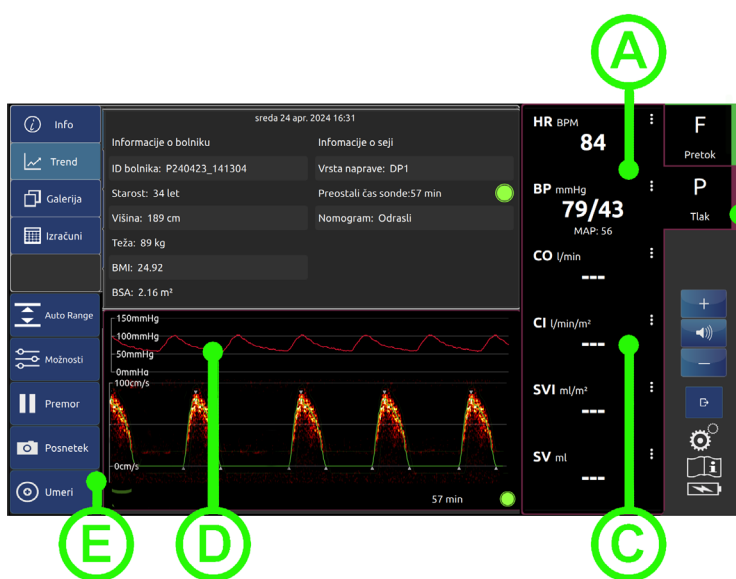 A
Info
Trend
Galerija
Izračuni
Auto Range
Možnosti
Premor
Posnetek
Umeri
sreda 24 apr. 2024 16:31
Informacije o bolniku
ID bolnika: P240423_141304
Starost: 34 let
Višina: 189 cm
Teža: 89 kg
BMI: 24.92
BSA: 2.16 m²
Infomacije o seji
Vrsta naprave: DP1
Preostali čas sonde:57 min
Nomogram: Odrasli
150mmHg
100mmHg
50mmHg
0mmHg
100cm/s
0cm/s
57 min
HR BPM
84
BP mmHg
79/43
MAP: 56
CO l/min
---
CI l/min/m²
---
SVI ml/m²
---
SV ml
---
F
Pretok
P
Tlak
+
−
i
E
D
C